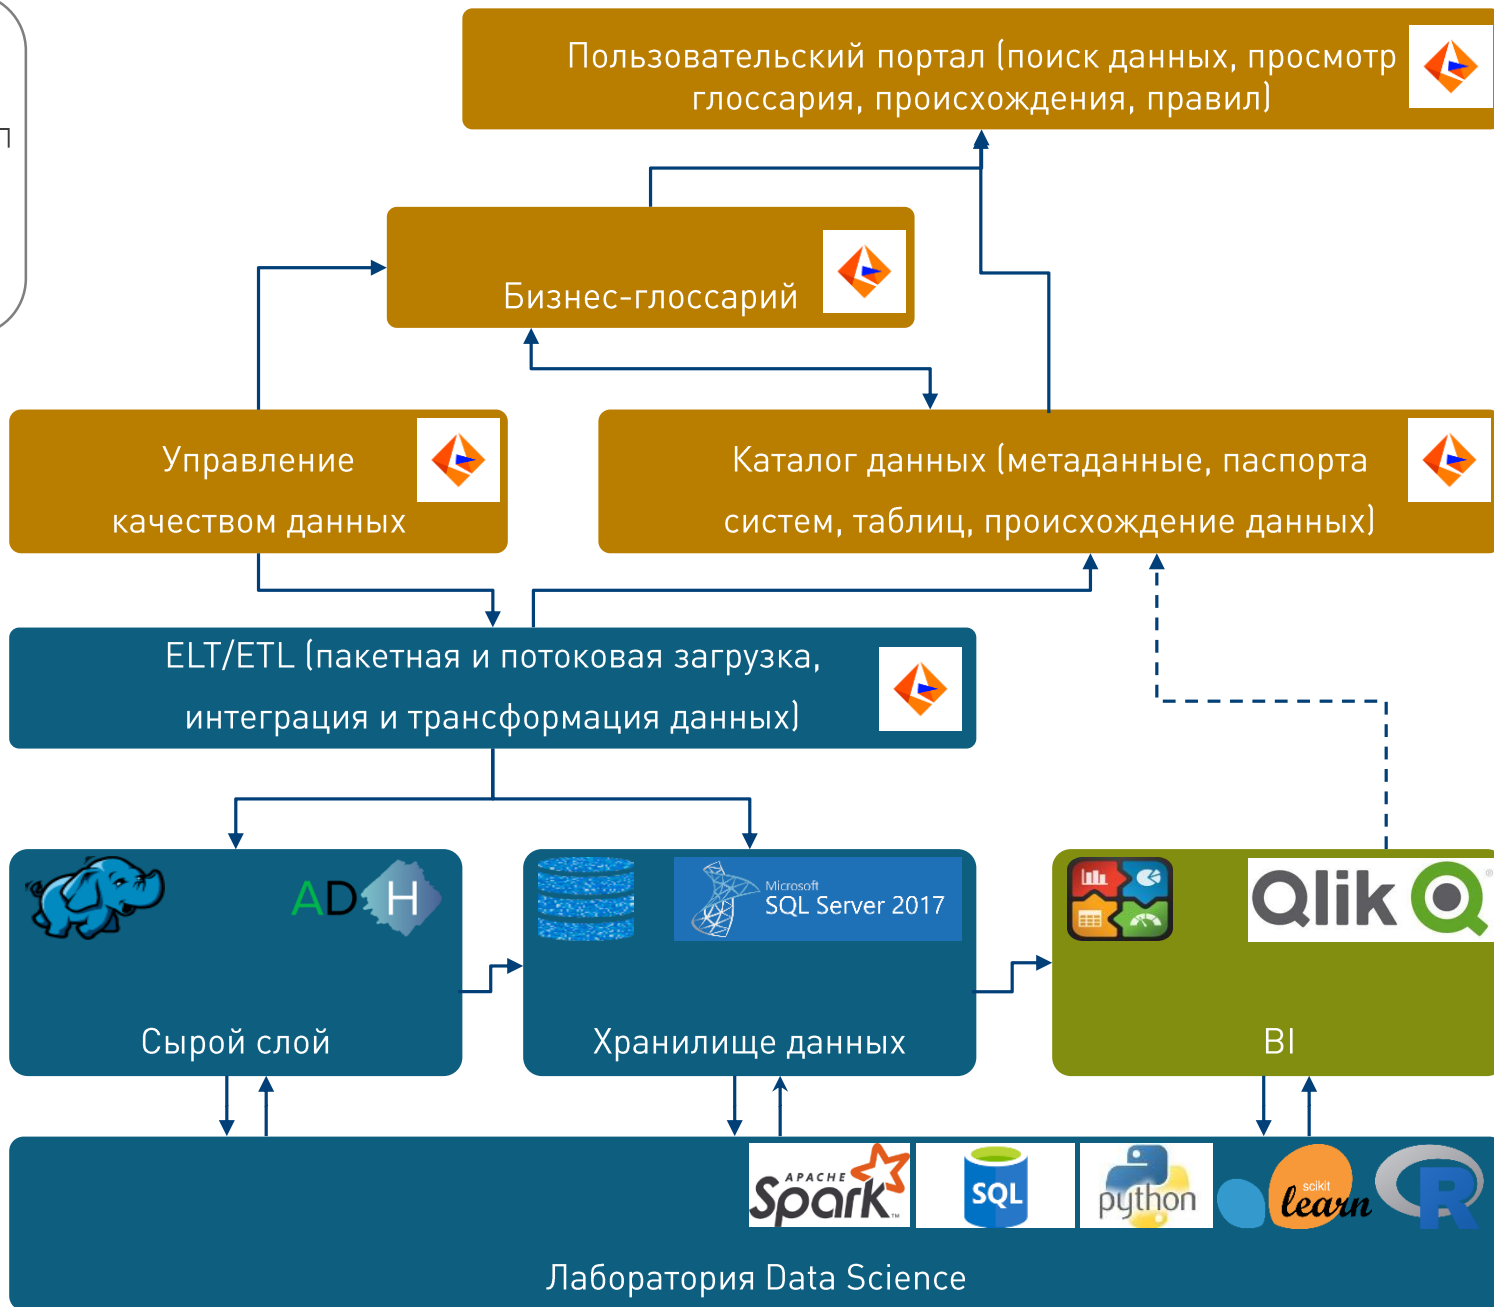 Пользовательский портал (поиск данных, просмотр
глоссария, происхождения, правил)
п
Бизнес-глоссарий
Управление
качеством данных
Каталог данных (метаданные, паспорта
систем, таблиц, происхождение данных)
ELT/ETL (пакетная и потоковая загрузка,
интеграция и трансформация данных)
ADH
Microsoft
SQL Server 2017
Qlik
Сырой слой
Хранилище данных
BI
APACHE
Spark
SQL
python
scikit
learn
R
Лаборатория Data Science